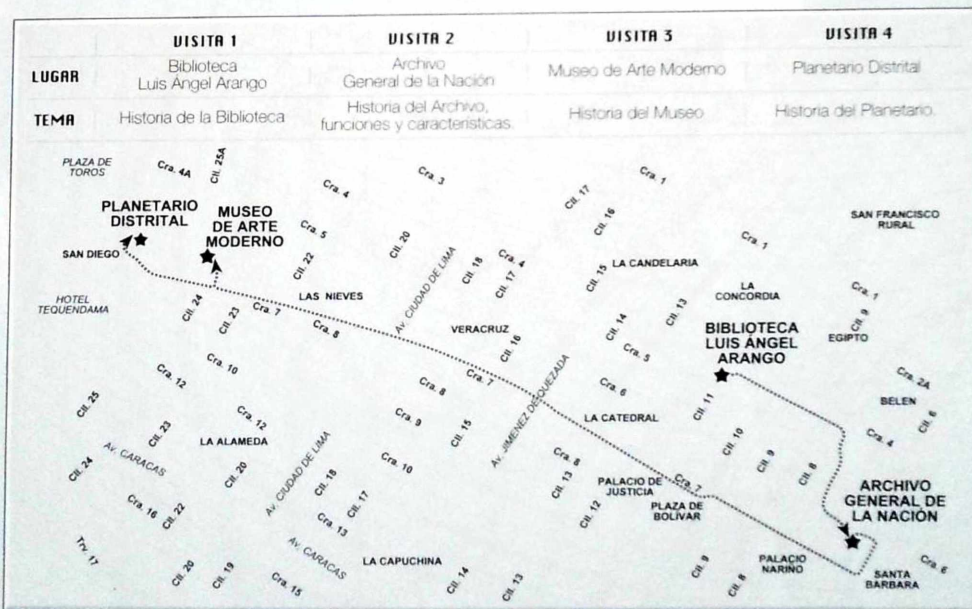 VISITA 1
VISITA 2
VISITA 3
VISITA 4
LUGAR
Biblioteca
Luis Ángel Arango
Archivo
General de la Nación
Museo de Arte Moderno
Planetario Distrital
TEMA
Historia de la Biblioteca
Historia del Archivo,
funciones y características.
Historia del Museo
Historia del Planetario.
PLAZA DE
TOROS
Cra. 4A
Cll. 25A
Cra. 4
Cra. 3
Cll. 17
Cra. 1
PLANETARIO
DISTRITAL
MUSEO
DE ARTE
MODERNO
Cra. 5
Cll. 20
Cll. 16
SAN FRANCISCO
RURAL
SAN DIEGO
Cll. 22
Av. CIUDAD DE LIMA
Cll. 18
Cra. 4
Cll. 17
Cll. 15
LA CANDELARIA
Cra. 1
HOTEL
TEQUENDAMA
Cll. 24
Cll. 23
Cra. 7
LAS NIEVES
Cra. 8
VERACRUZ
Cll. 16
Cll. 14
Cll. 13
LA
CONCORDIA
Cra. 1
Cll. 9
EGIPTO
BIBLIOTECA
LUIS ÁNGEL
ARANGO
Cra. 5
Cra. 12
Cra. 10
Cra. 8
Cra. 7
Av. JIMENEZ DESQUEZADA
Cra. 6
Cll. 11
Cra. 2A
BELEN
Cll. 6
Cll. 25
Cll. 23
Cra. 12
LA ALAMEDA
Cra. 9
Cll. 15
LA CATEDRAL
Cll. 10
Cra. 4
Av. CARACAS
Cll. 24
Cll. 20
Av. CIUDAD DE LIMA
Cll. 18
Cra. 10
Cra. 8
Cll. 13
Cll. 9
Cll. 8
Cra. 16
Cll. 22
Cll. 17
Cra. 13
Cll. 12
PALACIO DE
JUSTICIA
Cra. 7
PLAZA DE
BOLÍVAR
ARCHIVO
GENERAL DE
LA NACIÓN
Trv. 17
Cll. 20
Cll. 19
Cra. 15
Av. CARACAS
LA CAPUCHINA
Cll. 14
Cll. 13
Cll. 9
Cll. 8
PALACIO
NARIÑO
SANTA
BARBARA
Cra. 6